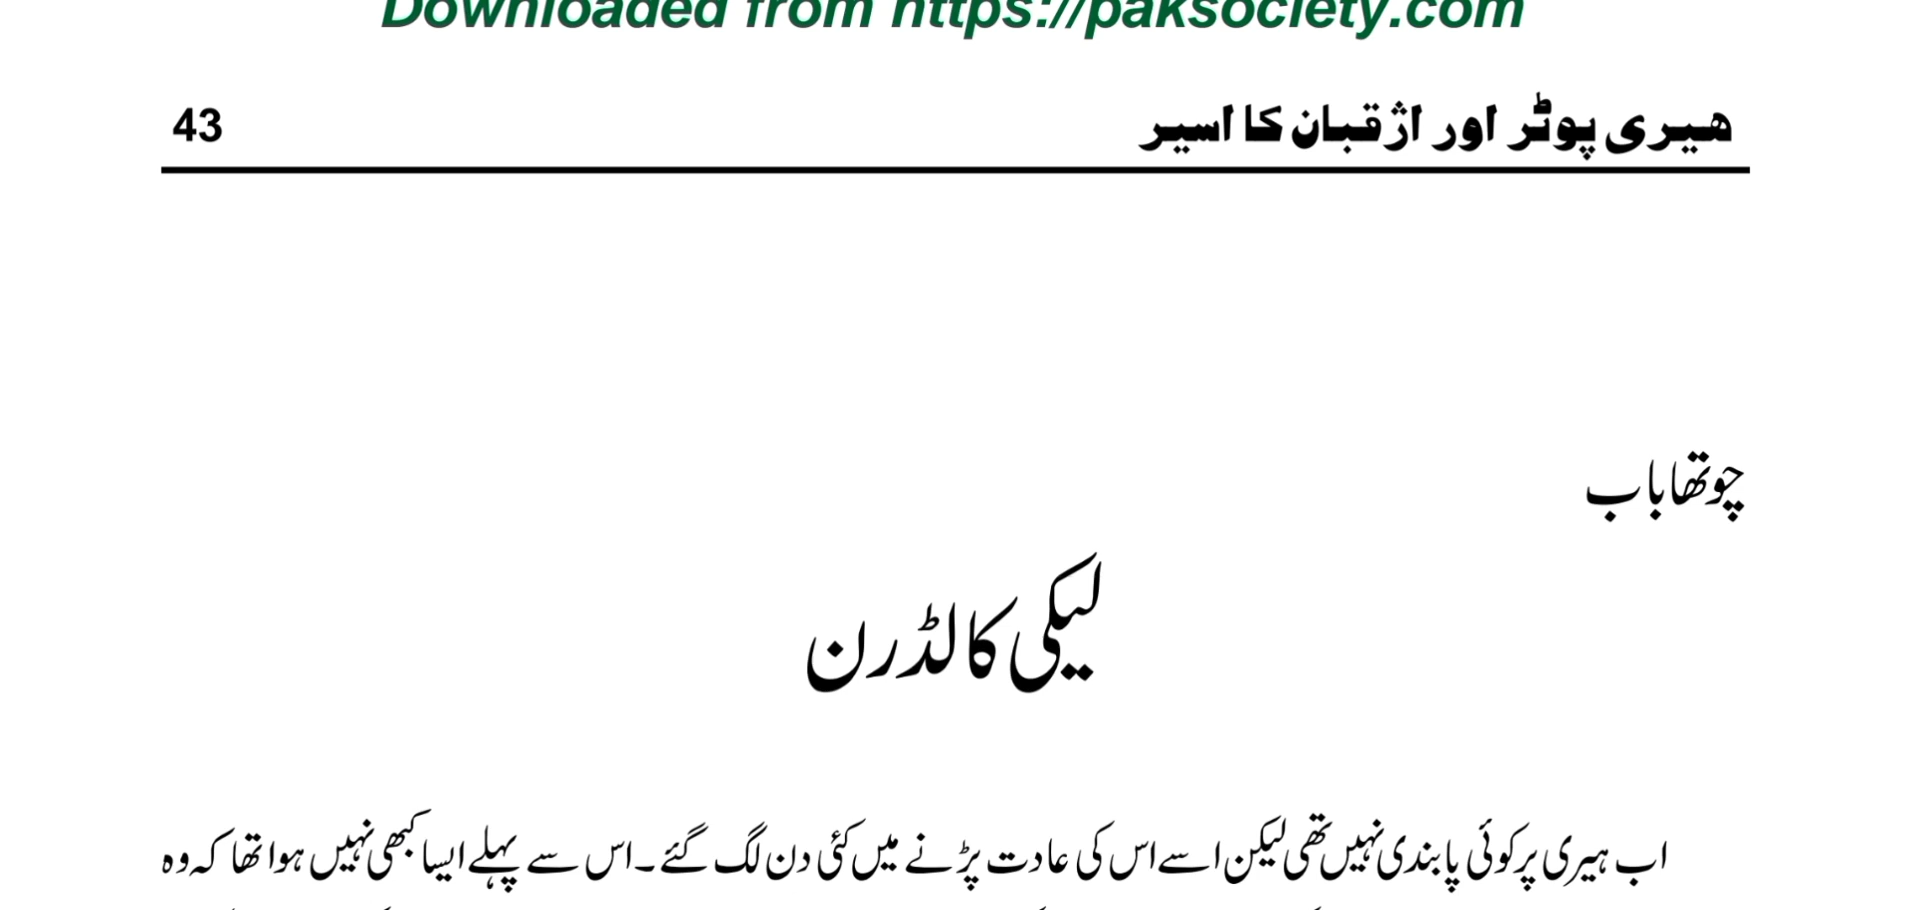 Downloaded from https://paksociety.com
ہیری پوٹر اور اژقبان کا اسیر 43
چوتھا باب
لیکی کالڈرن
اب ہیری پر کوئی پابندی نہیں تھی لیکن اسے اس کی عادت پڑنے میں کئی دن لگ گئے۔ اس سے پہلے ایسا کبھی نہیں ہوا تھا کہ وہ